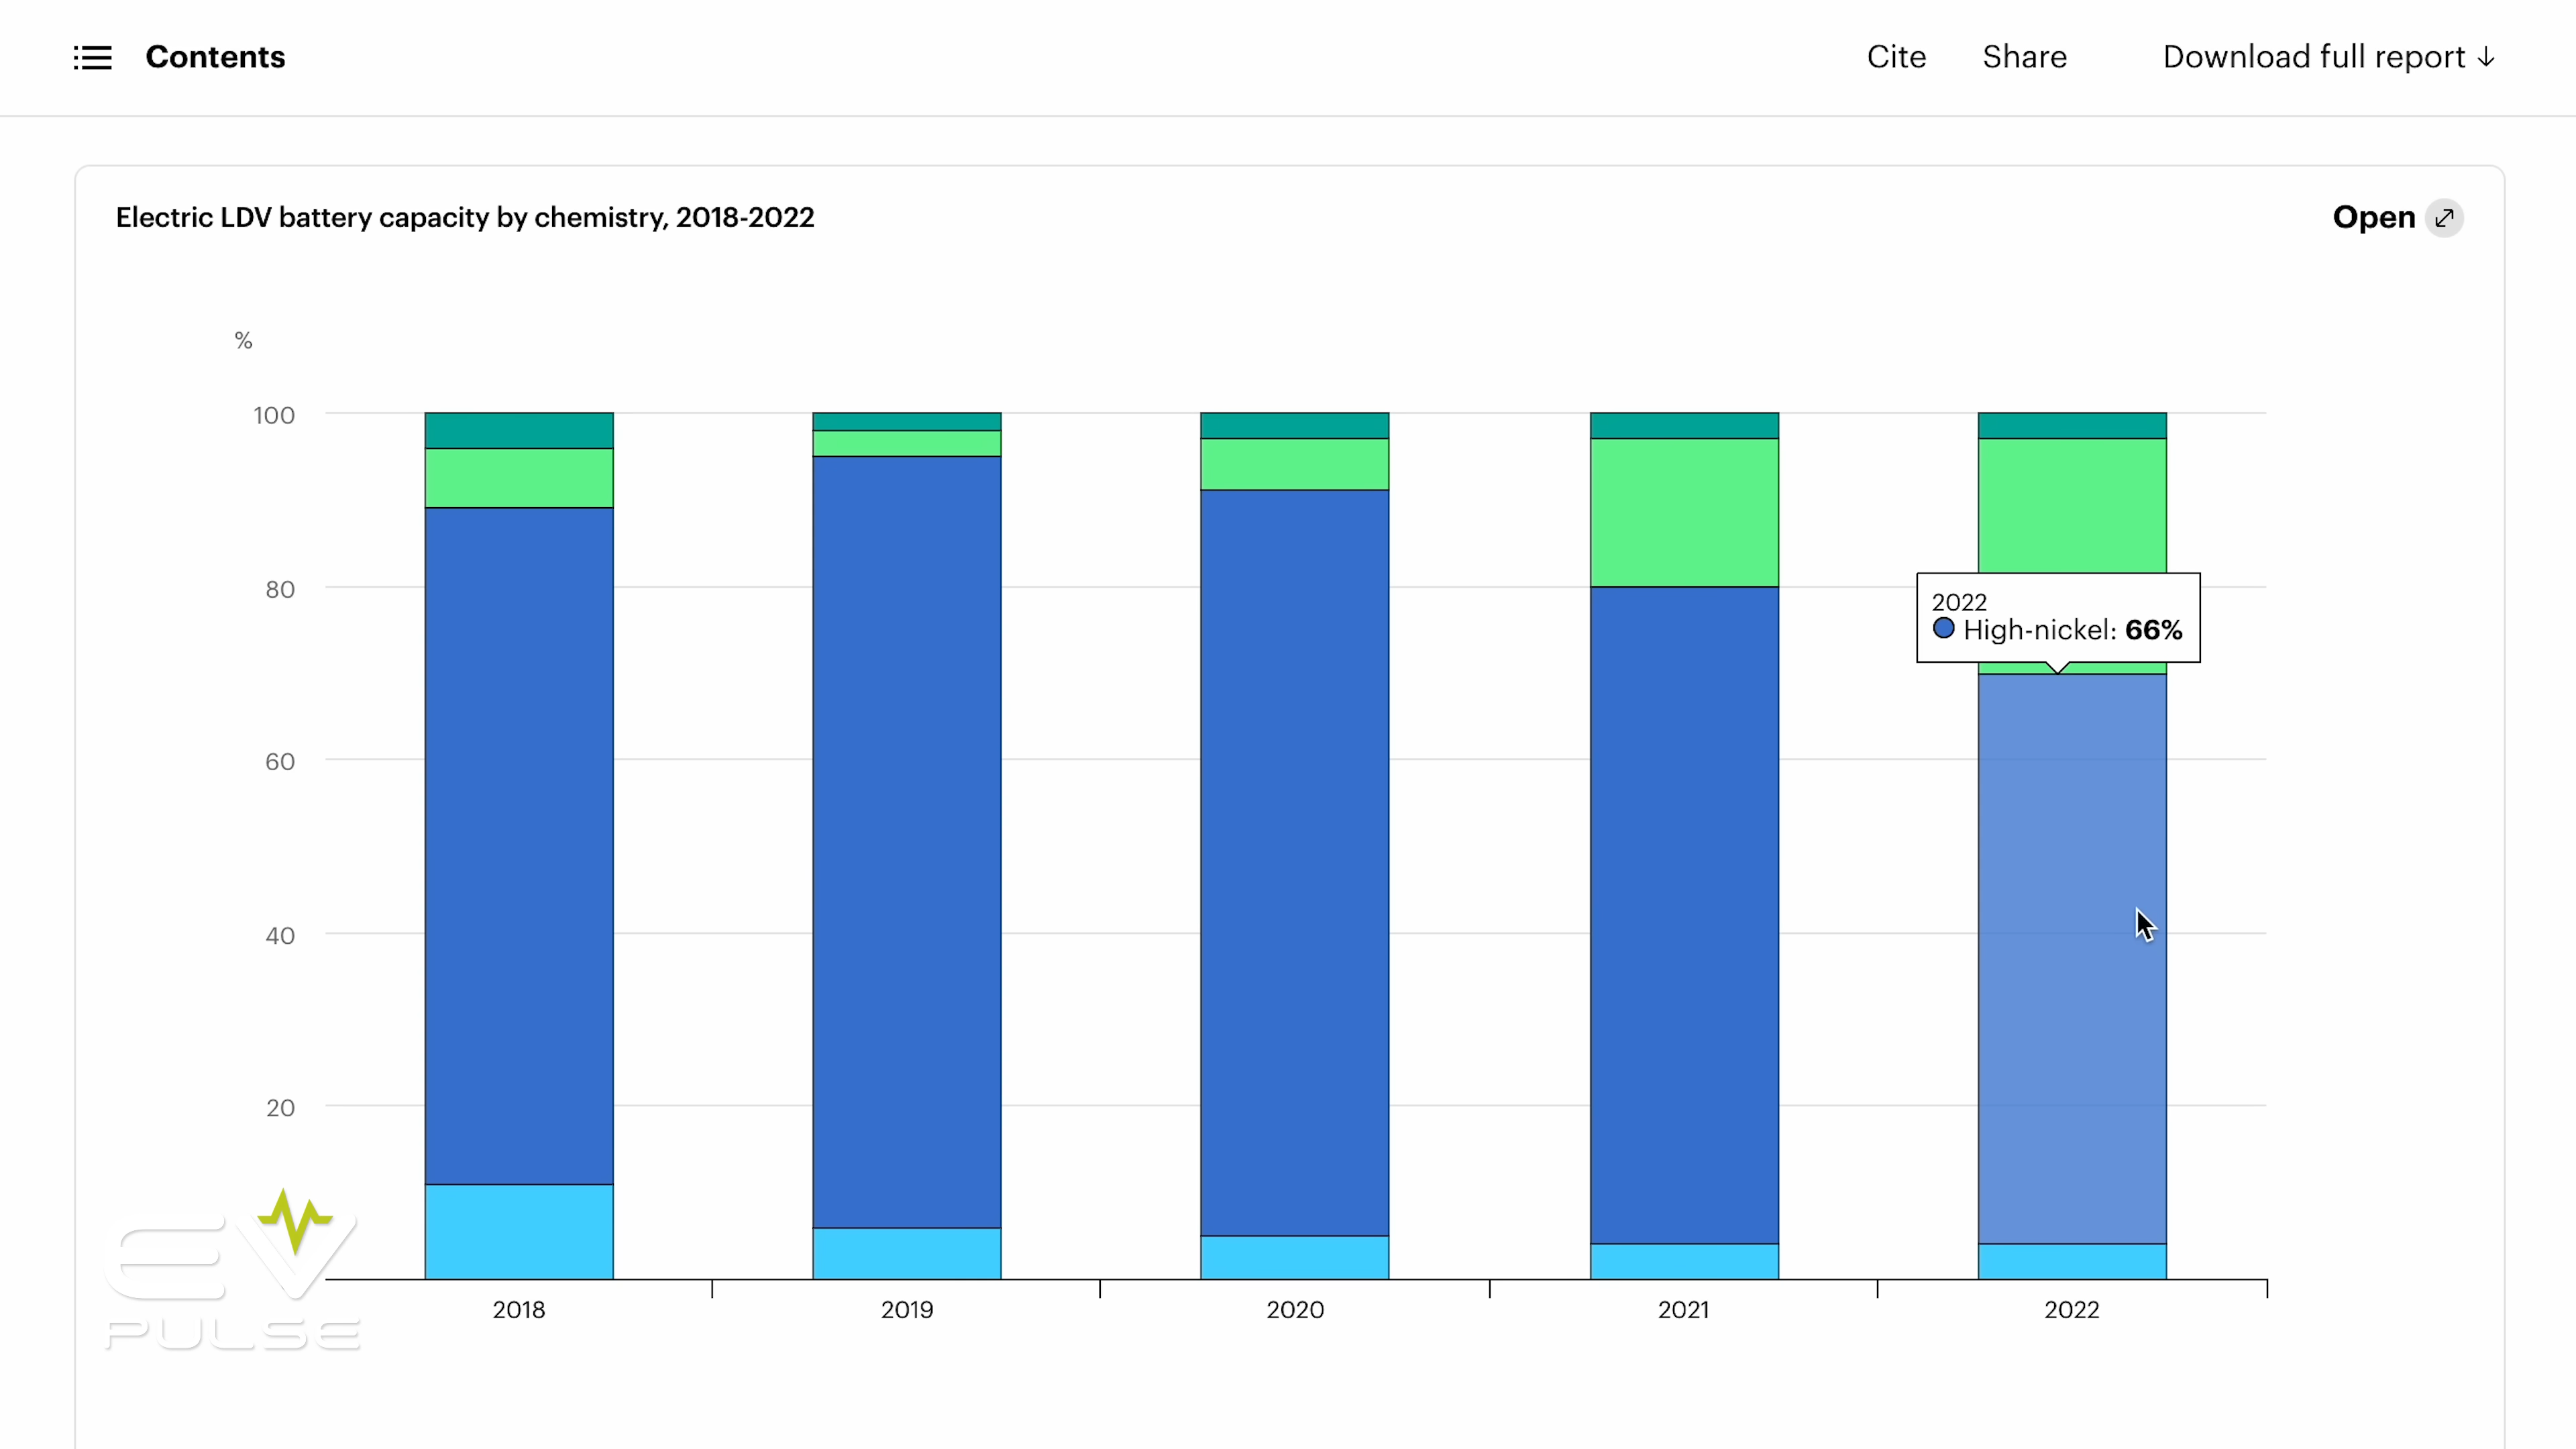 Contents
Cite
Share
Download full report ↓
Electric LDV battery capacity by chemistry, 2018-2022
Open
%
100
80
60
40
20
2022
High-nickel: 66%
2018
2019
2020
2021
2022
EV
PULSE